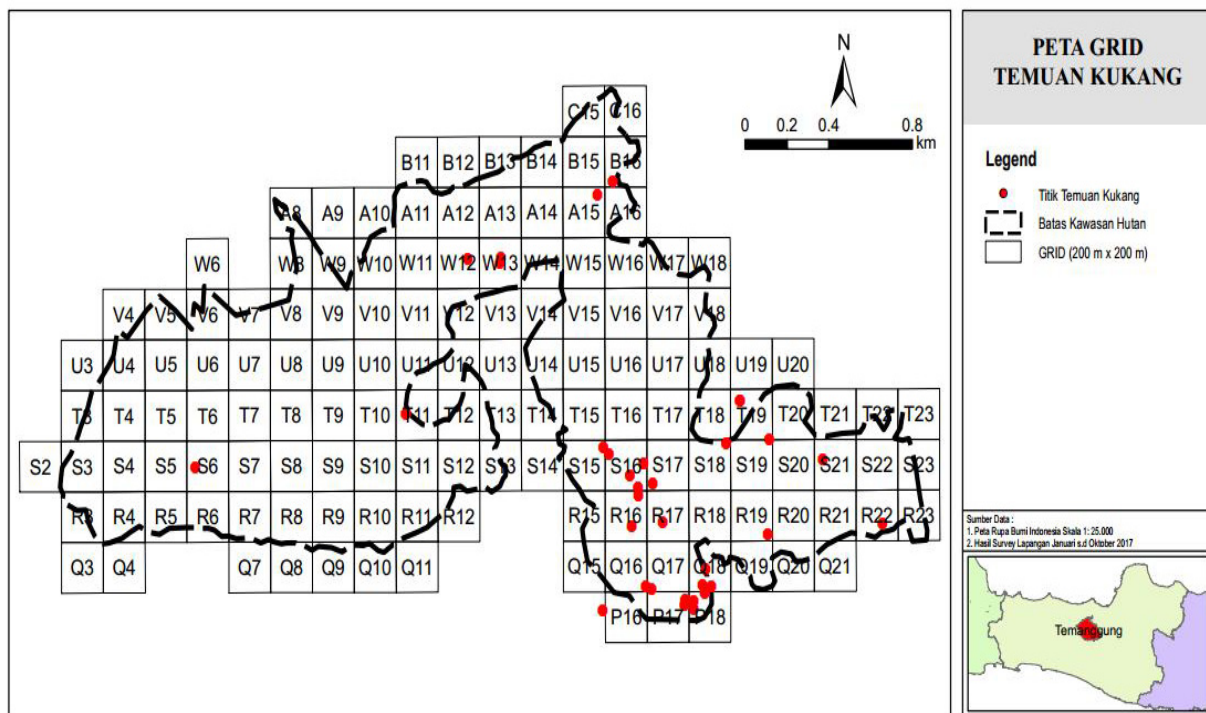 PETA GRID
TEMUAN KUKANG
N
0 0.2 0.4 0.8
km
Legend
Titik Temuan Kukang
Batas Kawasan Hutan
GRID (200 m x 200 m)
C15 C16
B11 B12 B13 B14 B15 B16
A8 A9 A10 A11 A12 A13 A14 A15 A16
W6 W8 W9 W10 W11 W12 W13 W14 W15 W16 W17 W18
V4 V5 V6 V7 V8 V9 V10 V11 V12 V13 V14 V15 V16 V17 V18
U3 U4 U5 U6 U7 U8 U9 U10 U11 U12 U13 U14 U15 U16 U17 U18 U19 U20
T3 T4 T5 T6 T7 T8 T9 T10 T11 T12 T13 T14 T15 T16 T17 T18 T19 T20 T21 T22 T23
S2 S3 S4 S5 S6 S7 S8 S9 S10 S11 S12 S13 S14 S15 S16 S17 S18 S19 S20 S21 S22 S23
R3 R4 R5 R6 R7 R8 R9 R10 R11 R12 R15 R16 R17 R18 R19 R20 R21 R22 R23
Q3 Q4 Q7 Q8 Q9 Q10 Q11 Q15 Q16 Q17 Q18 Q19 Q20 Q21
P16 P17 P18
Sumber Data :
1. Peta Rupa Bumi Indonesia Skala 1: 25.000
2. Hasil Survey Lapangan Januari s.d Oktober 2017
Temanggung